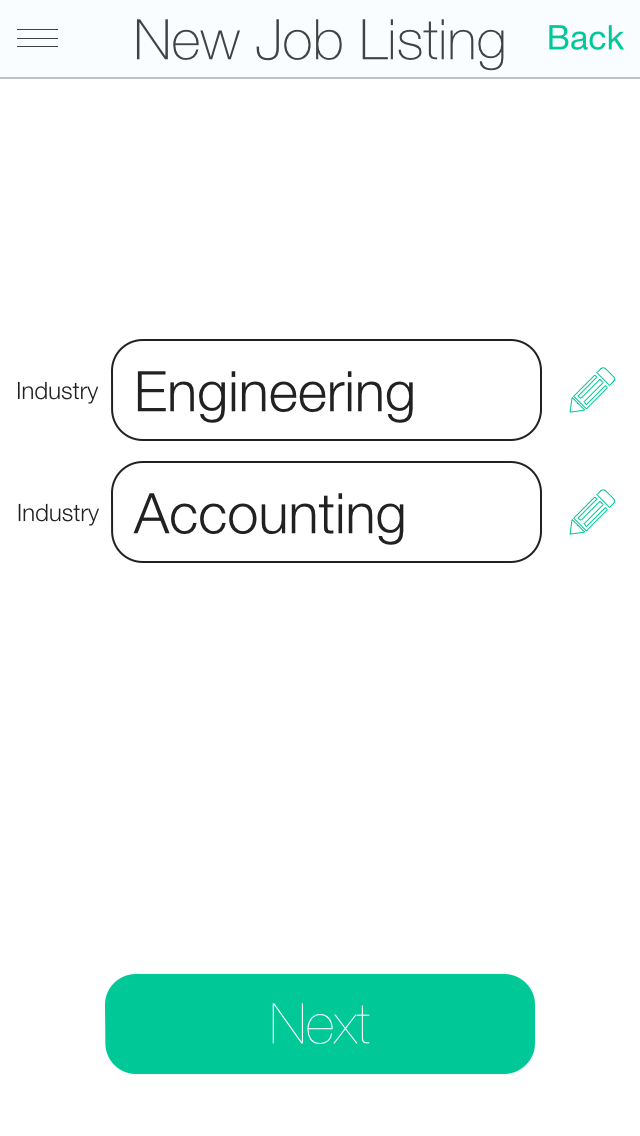 New Job Listing
Back
Industry
Engineering
Industry
Accounting
Next